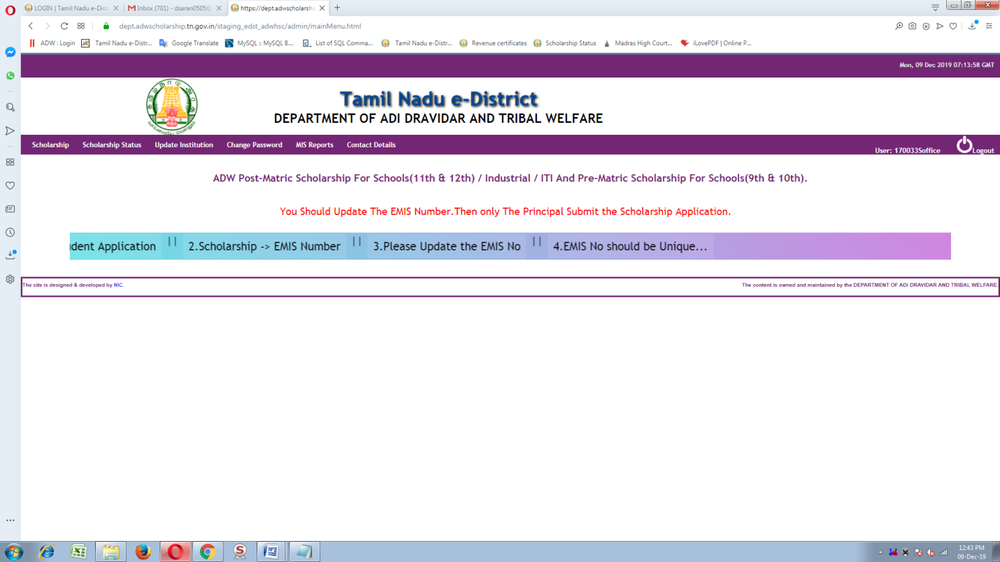 LOGIN | Tamil Nadu e-Dist
Inbox (701) - dsaran0505@
https://dept.adwscholarshi
dept.adwscholarship.tn.gov.in/staging_edst_adwhsc/admin/mainMenu.html
ADW : Login Tamil Nadu e-Distr... Google Translate MySQL :: MySQL 8.... List of SQL Comma... Tamil Nadu e-Distr... Revenue certificates Scholarship Status Madras High Court... iLovePDF | Online P...
Mon, 09 Dec 2019 07:13:58 GMT
Tamil Nadu e-District
DEPARTMENT OF ADI DRAVIDAR AND TRIBAL WELFARE
Scholarship Scholarship Status Update Institution Change Password MIS Reports Contact Details
User: 170033Soffice Logout
ADW Post-Matric Scholarship For Schools(11th & 12th) / Industrial / ITI And Pre-Matric Scholarship For Schools(9th & 10th).
You Should Update The EMIS Number.Then only The Principal Submit the Scholarship Application.
dent Application || 2.Scholarship -> EMIS Number || 3.Please Update the EMIS No || 4.EMIS No should be Unique...
The site is designed & developed by NIC.
The content is owned and maintained by the DEPARTMENT OF ADI DRAVIDAR AND TRIBAL WELFARE.
12:43 PM
09-Dec-19